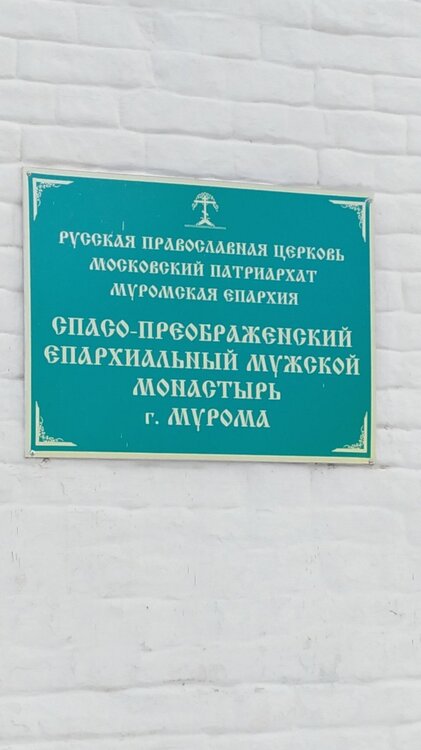 РУССКАЯ ПРАВОСЛАВНАЯ ЦЕРКОВЬ
МОСКОВСКИЙ ПАТРИАРХАТ
МУРОМСКАЯ ЕПАРХИЯ
СПАСО-ПРЕОБРАЖЕНСКИЙ
ЕПАРХИАЛЬНЫЙ МУЖСКОЙ
МОНАСТЫРЬ
г. МУРОМА